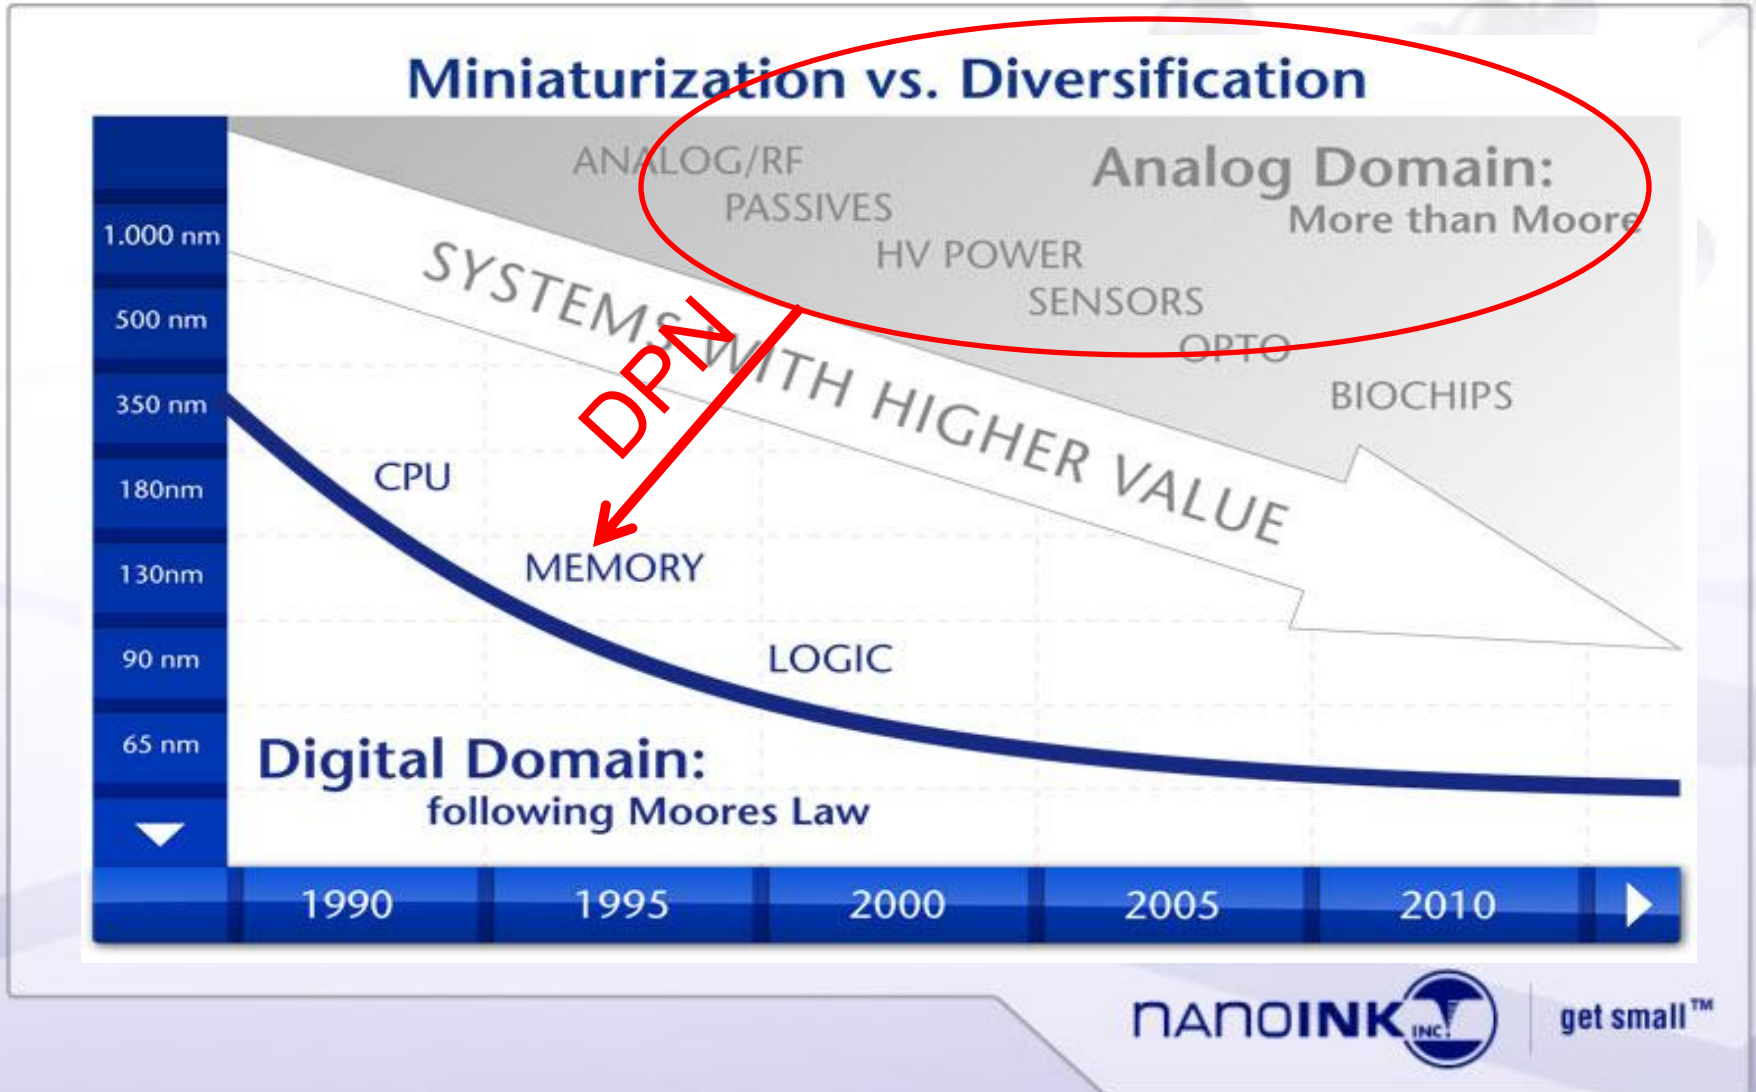 Miniaturization vs. Diversification
ANALOG/RF
PASSIVES
HV POWER
SENSORS
OPTO
BIOCHIPS
Analog Domain:
More than Moore
SYSTEMS WITH HIGHER VALUE
DPN
1.000 nm
500 nm
350 nm
180nm
130nm
90 nm
65 nm
CPU
MEMORY
LOGIC
Digital Domain:
following Moores Law
1990
1995
2000
2005
2010
NANOINK INC.
get small™